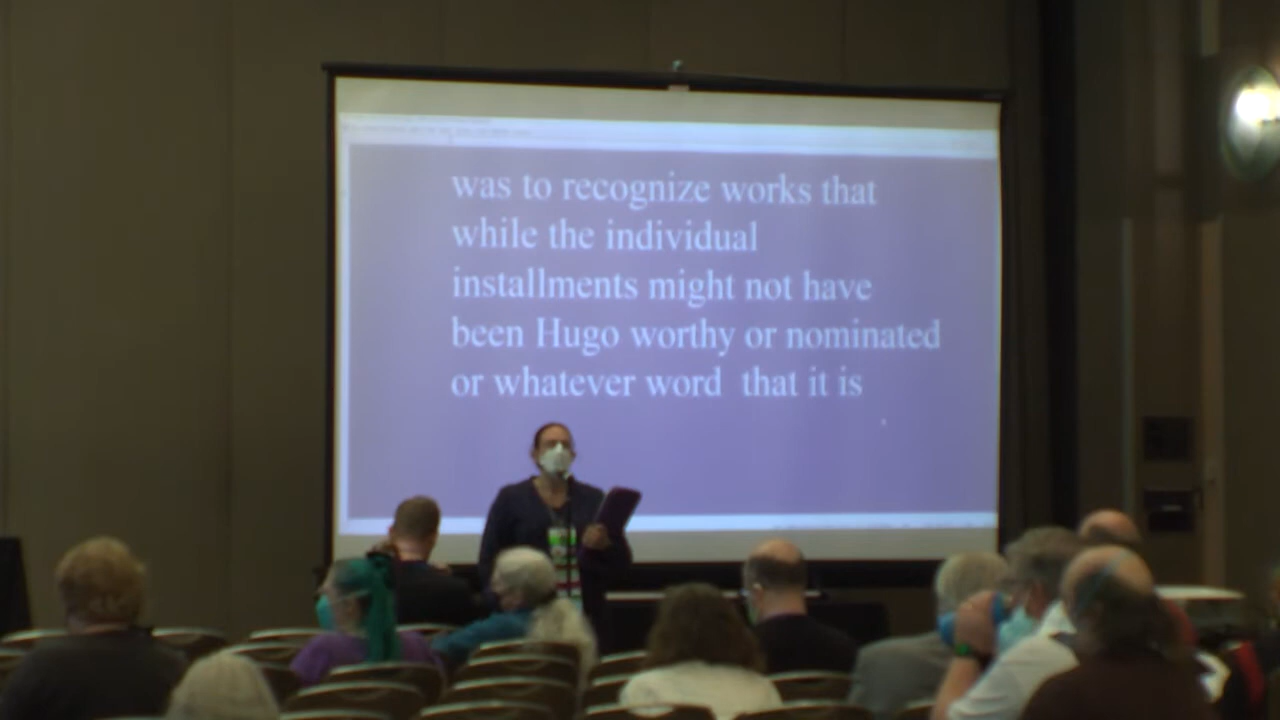 was to recognize works that
while the individual
installments might not have
been Hugo worthy or nominated
or whatever word  that it is